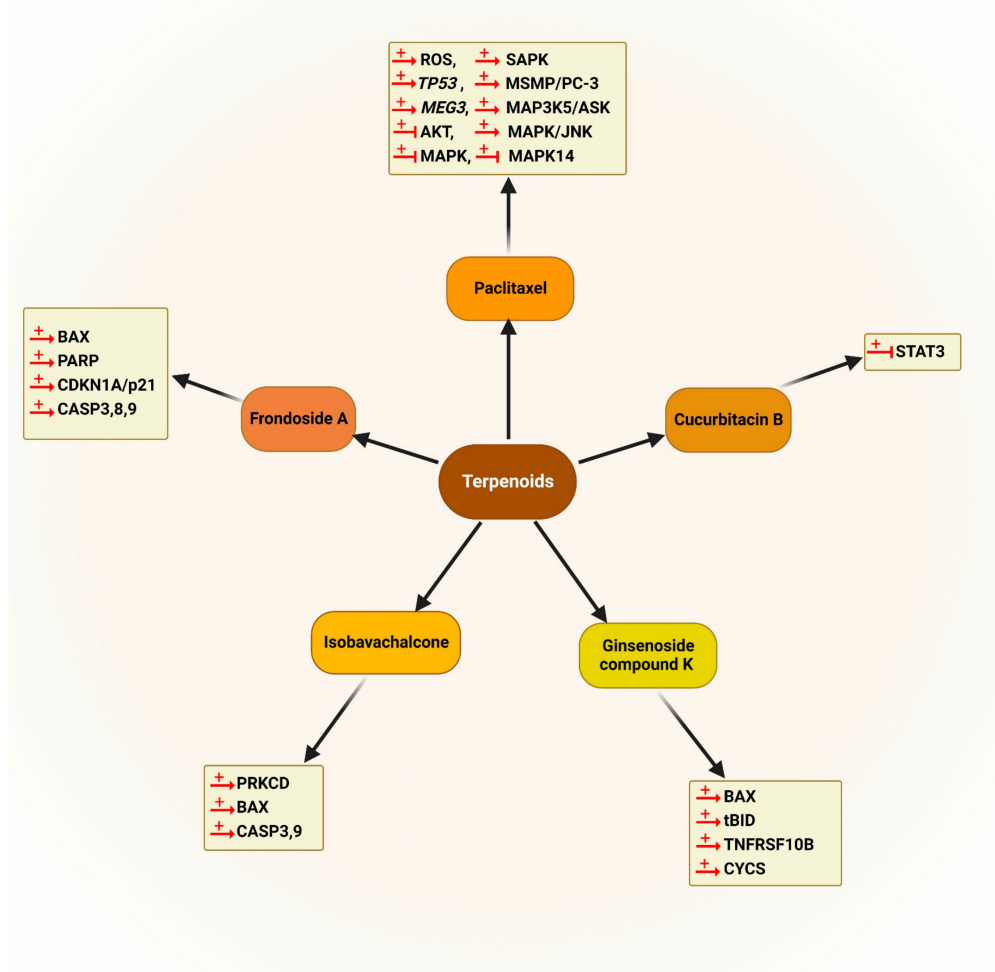 + ROS, + SAPK
+ TP53 , + MSMP/PC-3
+ MEG3, + MAP3K5/ASK
+ AKT, + MAPK/JNK
+ MAPK, + MAPK14
Paclitaxel
+ BAX
+ PARP
+ CDKN1A/p21
+ CASP3,8,9
+ STAT3
Frondoside A
Cucurbitacin B
Terpenoids
Isobavachalcone
Ginsenoside
compound K
+ PRKCD
+ BAX
+ CASP3,9
+ BAX
+ tBID
+ TNFRSF10B
+ CYCS